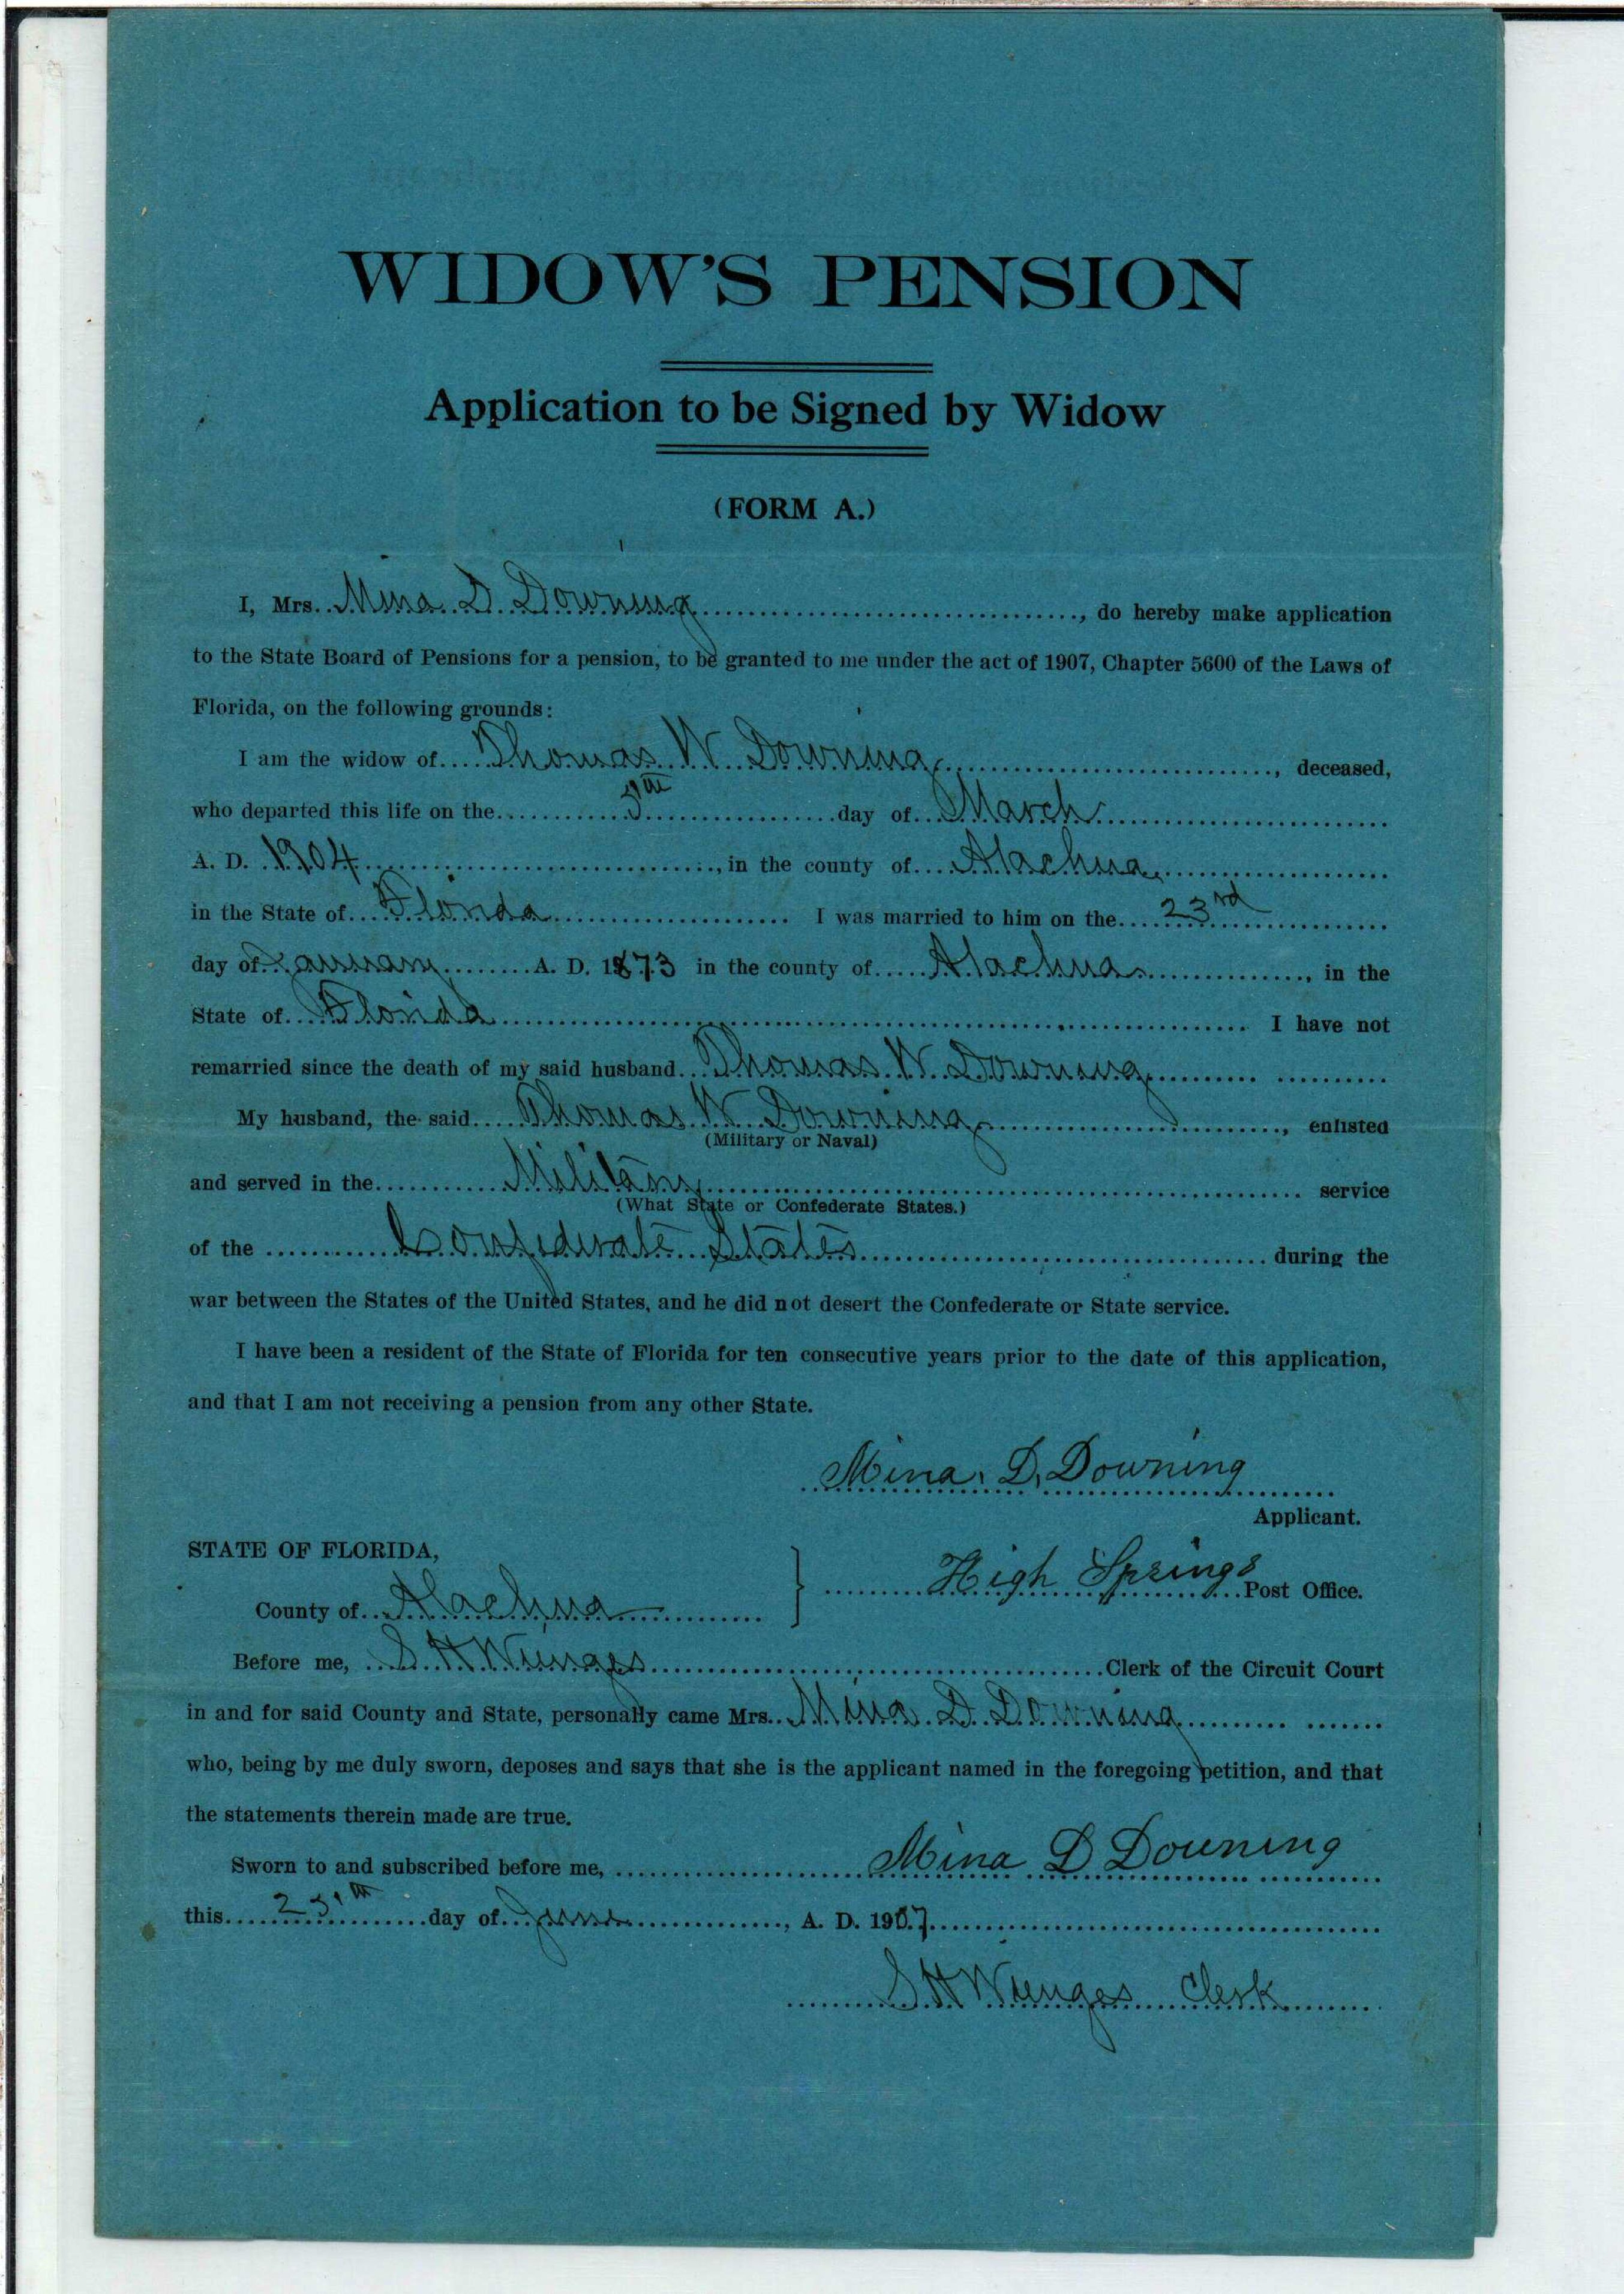 WIDOW'S PENSION
Application to be Signed by Widow
(FORM A.)
I, Mrs. Mina D. Downing, do hereby make application
to the State Board of Pensions for a pension, to be granted to me under the act of 1907, Chapter 5600 of the Laws of
Florida, on the following grounds:
I am the widow of Thomas W. Downing, deceased,
who departed this life on the 5th day of March
A. D. 1904, in the county of Alachua
in the State of Florida I was married to him on the 23rd
day of January A. D. 1873 in the county of Alachua, in the
State of Florida I have not
remarried since the death of my said husband Thomas W. Downing
My husband, the said Thomas W Downing, enlisted
(Military or Naval)
and served in the Military service
(What State or Confederate States.)
of the Confederate States during the
war between the States of the United States, and he did not desert the Confederate or State service.
I have been a resident of the State of Florida for ten consecutive years prior to the date of this application,
and that I am not receiving a pension from any other State.
Mina. D. Downing
Applicant.
STATE OF FLORIDA,
High Springs Post Office.
County of Alachua
Before me, S. H. Wienges Clerk of the Circuit Court
in and for said County and State, personally came Mrs. Mina D. Downing
who, being by me duly sworn, deposes and says that she is the applicant named in the foregoing petition, and that
the statements therein made are true.
Sworn to and subscribed before me, Mina D Downing
this 25th day of June, A. D. 1907
S H Wienges Clerk